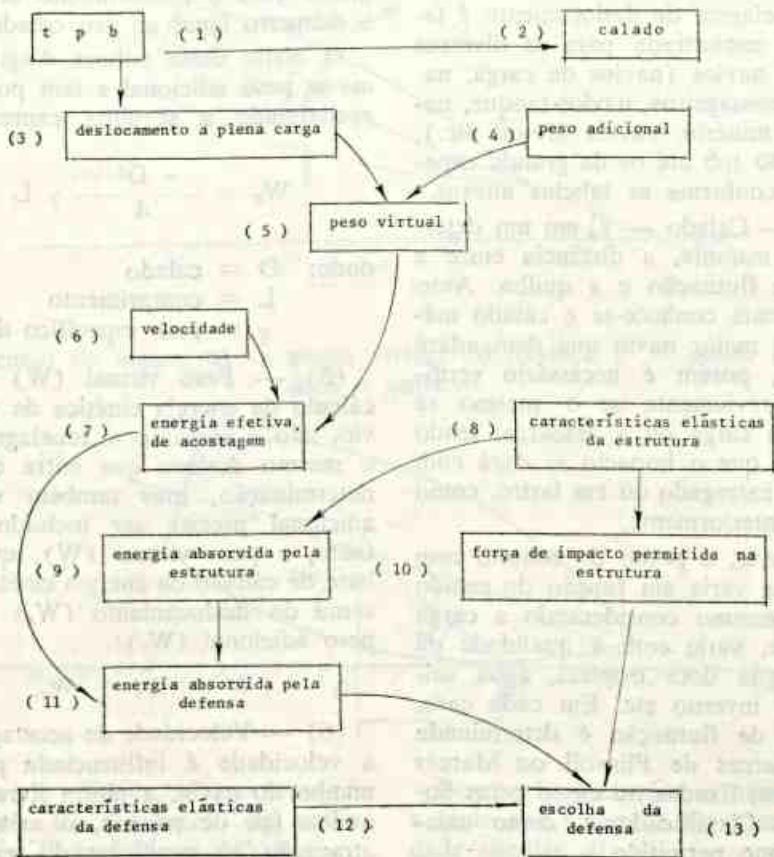 t p b
( 1 )
( 2 )
calado
(3)
deslocamento a plena carga
( 4 )
peso adicional
( 5 )
peso virtual
( 6 )
velocidade
( 7 )
energia efetiva
de acostagem
( 8 )
características elásticas
da estrutura
( 9 )
energia absorvida pela
estrutura
( 10 )
força de impacto permitida na
estrutura
( 11 )
energia absorvida pela
defensa
características elásticas
da defensa
( 12 )
escolha da
defensa
( 13 )